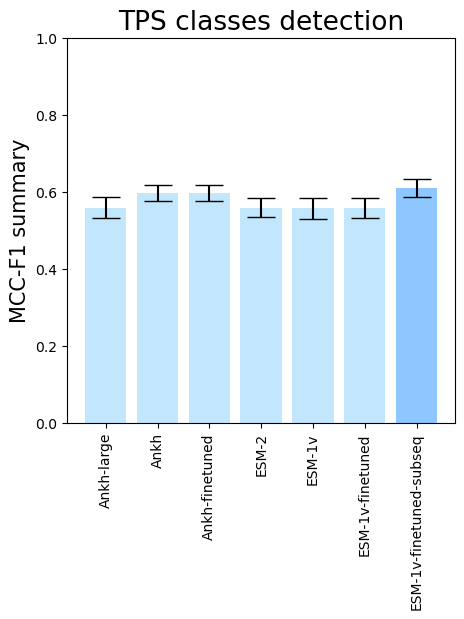 TPS classes detection
MCC-F1 summary
1.0
0.8
0.6
0.4
0.2
0.0
Ankh-large
Ankh
Ankh-finetuned
ESM-2
ESM-1v
ESM-1v-finetuned
ESM-1v-finetuned-subseq